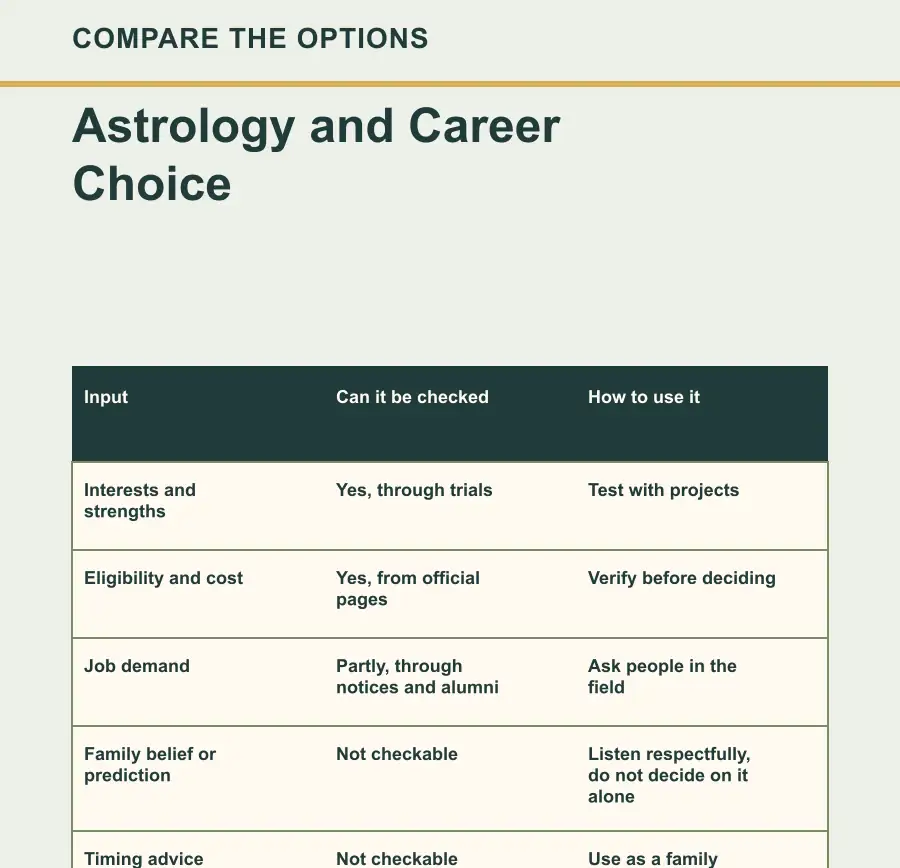 COMPARE THE OPTIONS
Astrology and Career
Choice
Input
Can it be checked
How to use it
Interests and
strengths
Yes, through trials
Test with projects
Eligibility and cost
Yes, from official
pages
Verify before deciding
Job demand
Partly, through
notices and alumni
Ask people in the
field
Family belief or
prediction
Not checkable
Listen respectfully,
do not decide on it
alone
Timing advice
Not checkable
Use as a family